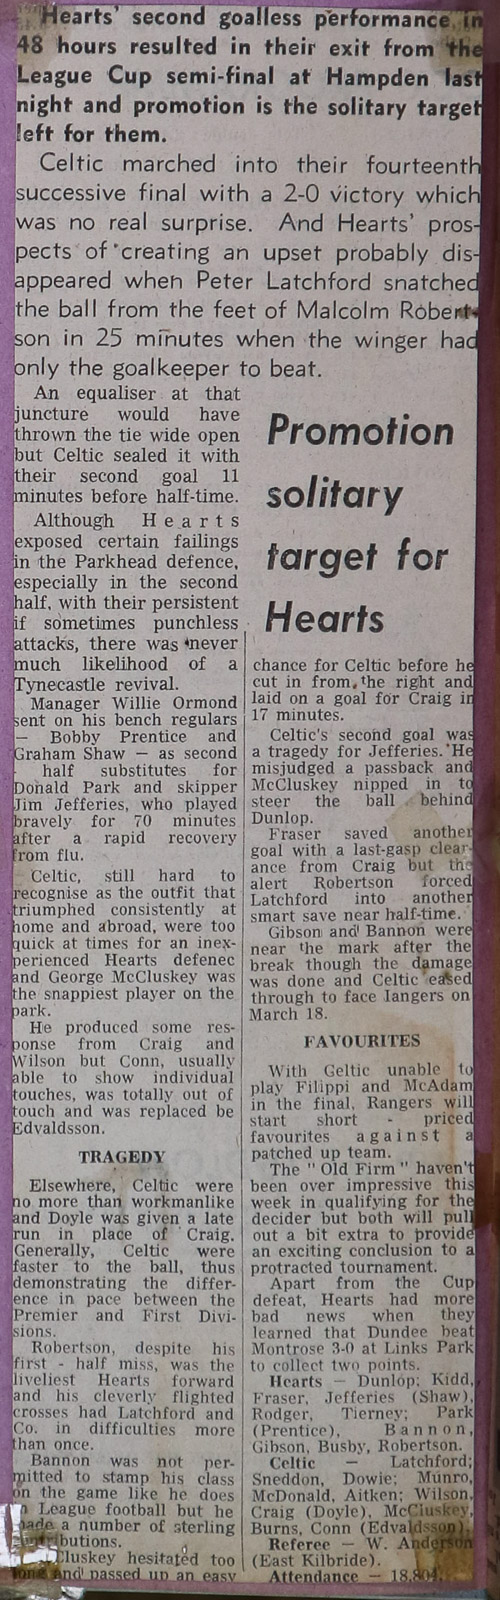 Hearts' second goalless performance in
48 hours resulted in their exit from the
League Cup semi-final at Hampden last
night and promotion is the solitary target
left for them.
Celtic marched into their fourteenth
successive final with a 2-0 victory which
was no real surprise. And Hearts' pros-
pects of creating an upset probably dis-
appeared when Peter Latchford snatched
the ball from the feet of Malcolm Robert-
son in 25 minutes when the winger had
only the goalkeeper to beat.
Promotion
solitary
target for
Hearts
An equaliser at that
juncture would have
thrown the tie wide open
but Celtic sealed it with
their second goal 11
minutes before half-time.
Although Hearts
exposed certain failings
in the Parkhead defence,
especially in the second
half, with their persistent
if sometimes punchless
attacks, there was never
much likelihood of a
Tynecastle revival.
Manager Willie Ormond
sent on his bench regulars
— Bobby Prentice and
Graham Shaw — as second
- half substitutes for
Donald Park and skipper
Jim Jefferies, who played
bravely for 70 minutes
after a rapid recovery
from flu.
Celtic, still hard to
recognise as the outfit that
triumphed consistently at
home and abroad, were too
quick at times for an inex-
perienced Hearts defenec
and George McCluskey was
the snappiest player on the
park.
He produced some res-
ponse from Craig and
Wilson but Conn, usually
able to show individual
touches, was totally out of
touch and was replaced be
Edvaldsson.
TRAGEDY
Elsewhere, Celtic were
no more than workmanlike
and Doyle was given a late
run in place of Craig.
Generally, Celtic were
faster to the ball, thus
demonstrating the differ-
ence in pace between the
Premier and First Divi-
sions.
Robertson, despite his
first - half miss, was the
liveliest Hearts forward
and his cleverly flighted
crosses had Latchford and
Co. in difficulties more
than once.
Bannon was not per-
mitted to stamp his class
on the game like he does
in League football but he
made a number of sterling
contributions.
McCluskey hesitated too
long and passed up an easy
chance for Celtic before he
cut in from the right and
laid on a goal for Craig in
17 minutes.
Celtic's second goal was
a tragedy for Jefferies. He
misjudged a passback and
McCluskey nipped in to
steer the ball behind
Dunlop.
Fraser saved another
goal with a last-gasp clear-
ance from Craig but the
alert Robertson forced
Latchford into another
smart save near half-time.
Gibson and Bannon were
near the mark after the
break though the damage
was done and Celtic eased
through to face Iangers on
March 18.
FAVOURITES
With Geltic unable to
play Filippi and McAdam
in the final, Rangers will
start short - priced
favourites against a
patched up team.
The "Old Firm" haven't
been over impressive this
week in qualifying for the
decider but both will pull
out a bit extra to provide
an exciting conclusion to a
protracted tournament.
Apart from the Cup
defeat, Hearts had more
bad news when they
learned that Dundee beat
Montrose 3-0 at Links Park
to collect two points.
Hearts — Dunlop; Kidd,
Fraser, Jefferies (Shaw),
Rodger, Tierney; Park
(Prentice), Bannon,
Gibson, Busby, Robertson.
Celtic — Latchford;
Sneddon, Dowie; Munro,
McDonald, Aitken; Wilson,
Craig (Doyle), McCluskey,
Burns, Conn (Edvaldsson).
Referee — W. Anderson
(East Kilbride).
Attendance — 18,804.